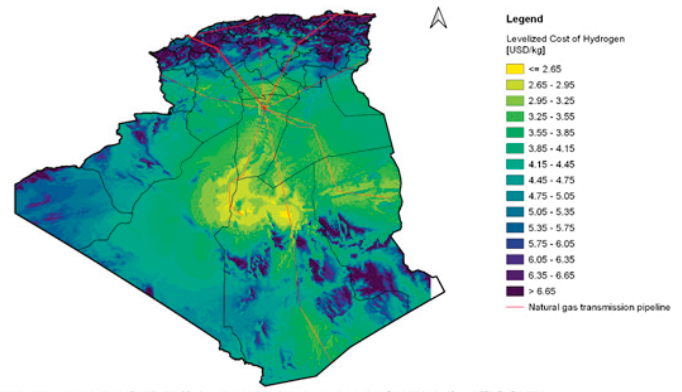 Legend
Levelized Cost of Hydrogen
[USD/kg]
<= 2.65
2.65 - 2.95
2.95 - 3.25
3.25 - 3.55
3.55 - 3.85
3.85 - 4.15
4.15 - 4.45
4.45 - 4.75
4.75 - 5.05
5.05 - 5.35
5.35 - 5.75
5.75 - 6.05
6.05 - 6.35
6.35 - 6.65
> 6.65
Natural gas transmission pipeline